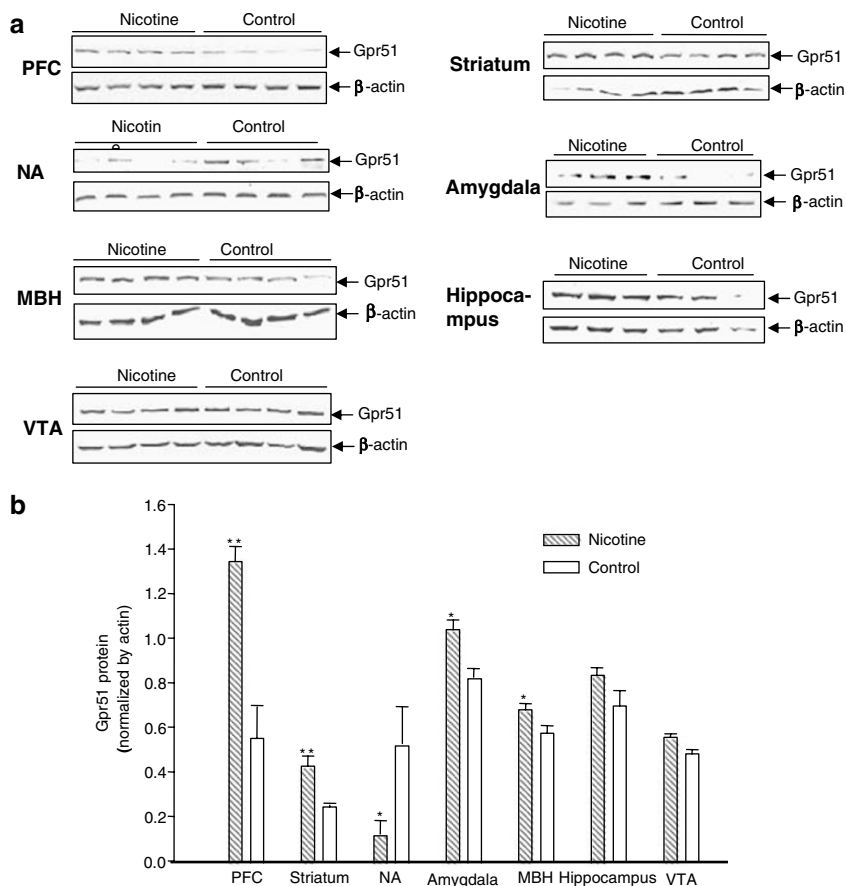 a
Nicotine Control
PFC
Gpr51
β-actin
Nicotin
e
Control
NA
Gpr51
β-actin
Nicotine Control
MBH
Gpr51
β-actin
Nicotine Control
VTA
Gpr51
β-actin
Nicotine Control
Striatum
Gpr51
β-actin
Nicotine Control
Amygdala
Gpr51
β-actin
Nicotine Control
Hippoca-
mpus
Gpr51
β-actin
b
Gpr51 protein
(normalized by actin)
1.6
1.4
1.2
1.0
0.8
0.6
0.4
0.2
0.0
Nicotine
Control
**
**
*
*
*
PFC Striatum NA Amygdala MBH Hippocampus VTA